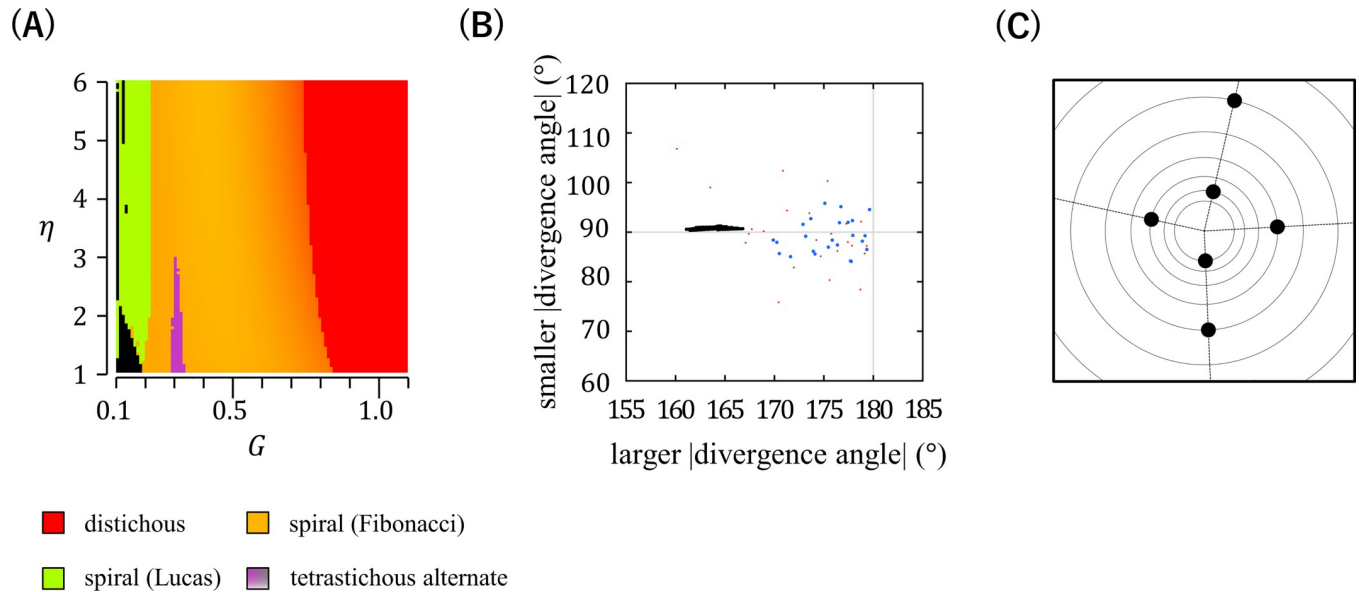 (A)
(B)
(C)
6
5
4
3
2
1
η
0.1
0.5
1.0
G
120
110
100
90
80
70
60
smaller |divergence angle| (°)
155 160 165 170 175 180 185
larger |divergence angle| (°)
distichous
spiral (Fibonacci)
spiral (Lucas)
tetrastichous alternate